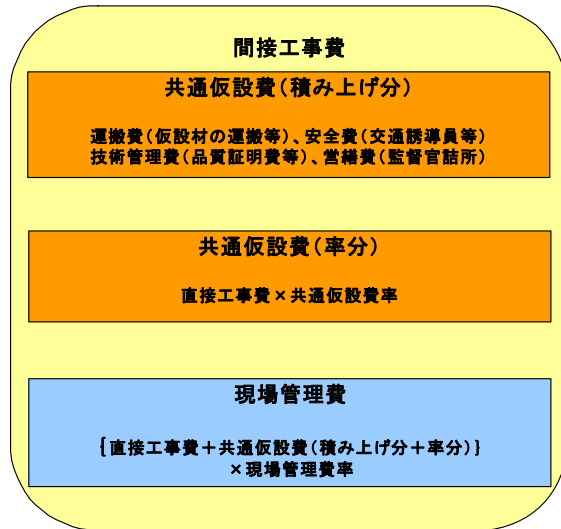 間接工事費
共通仮設費(積み上げ分)
運搬費(仮設材の運搬等)、安全費(交通誘導員等)
技術管理費(品質証明費等)、営繕費(監督官詰所)
共通仮設費(率分)
直接工事費×共通仮設費率
現場管理費
{直接工事費+共通仮設費(積み上げ分+率分)}
×現場管理費率